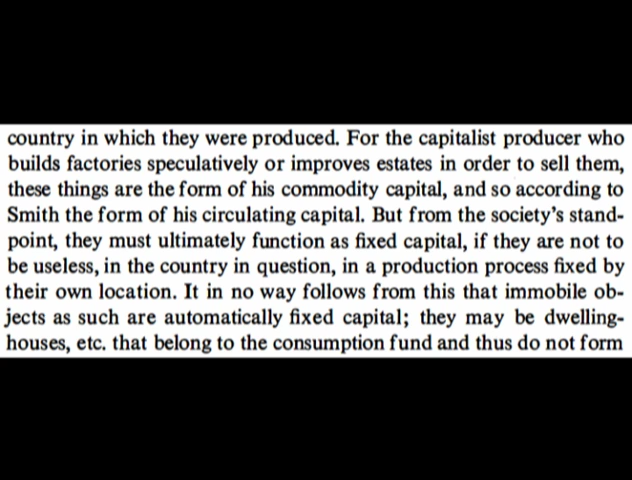 country in which they were produced. For the capitalist producer who
builds factories speculatively or improves estates in order to sell them,
these things are the form of his commodity capital, and so according to
Smith the form of his circulating capital. But from the society's stand-
point, they must ultimately function as fixed capital, if they are not to
be useless, in the country in question, in a production process fixed by
their own location. It in no way follows from this that immobile ob-
jects as such are automatically fixed capital; they may be dwelling-
houses, etc. that belong to the consumption fund and thus do not form